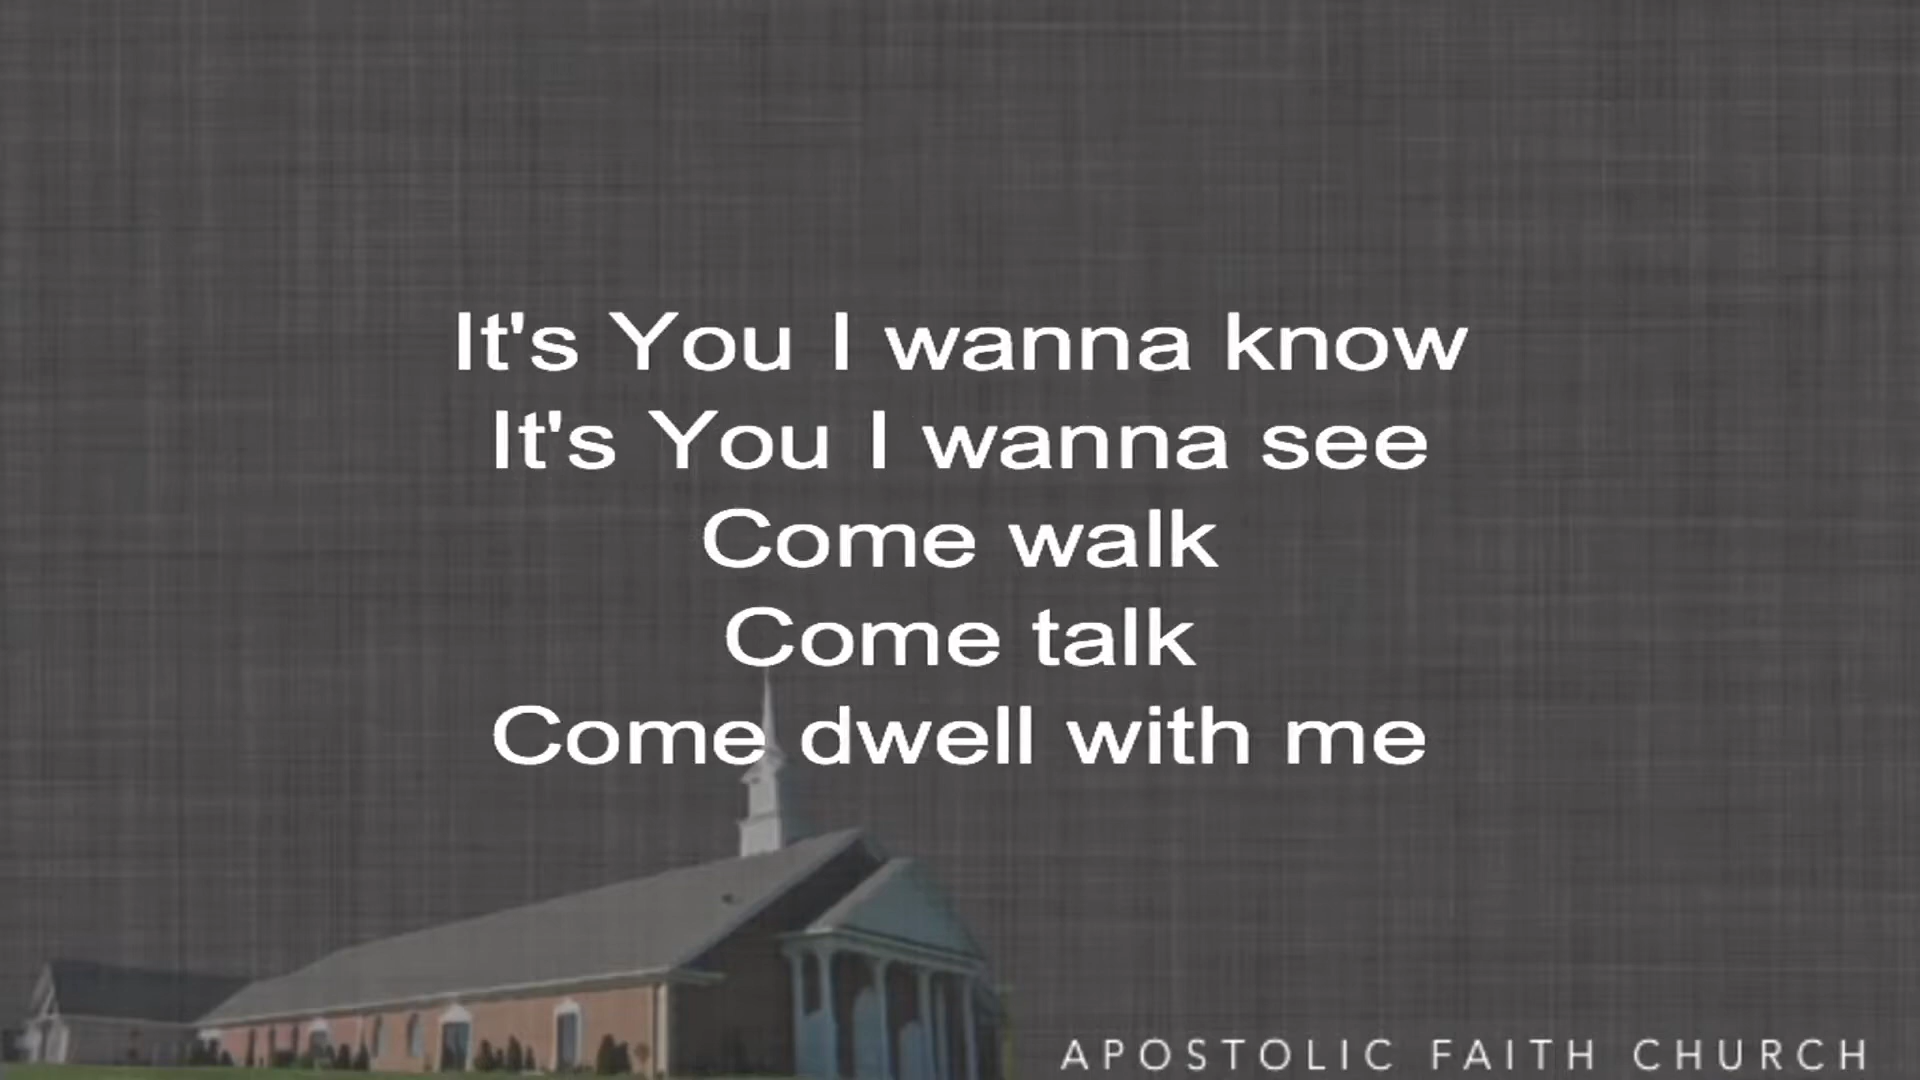 It's You I wanna know
It's You I wanna see
Come walk
Come talk
Come dwell with me
APOSTOLIC FAITH CHURCH